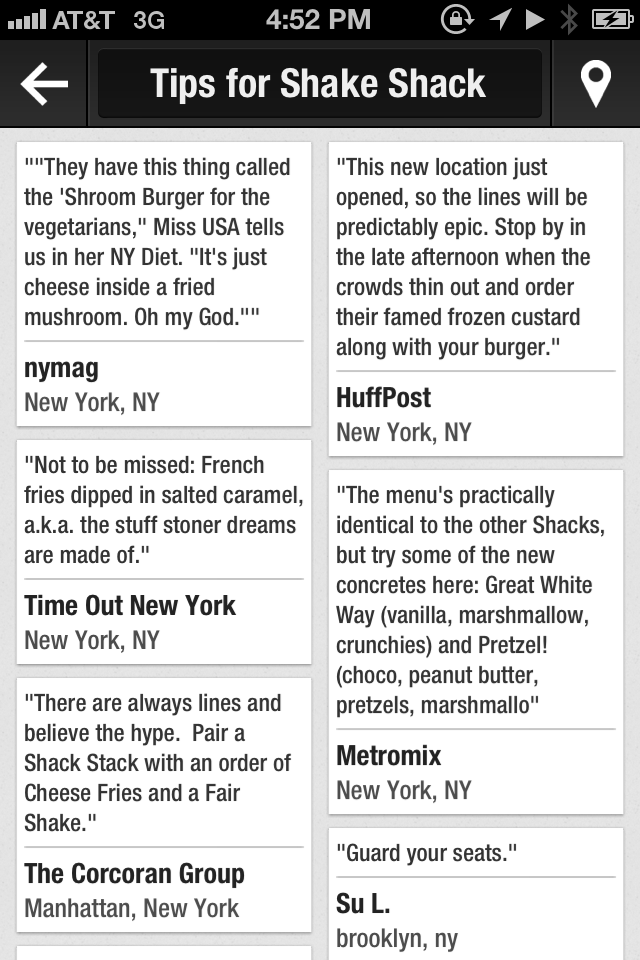 AT&T 3G 4:52 PM
Tips for Shake Shack
""They have this thing called
the 'Shroom Burger for the
vegetarians," Miss USA tells
us in her NY Diet. "It's just
cheese inside a fried
mushroom. Oh my God.""
nymag
New York, NY
"Not to be missed: French
fries dipped in salted caramel,
a.k.a. the stuff stoner dreams
are made of."
Time Out New York
New York, NY
"There are always lines and
believe the hype.  Pair a
Shack Stack with an order of
Cheese Fries and a Fair
Shake."
The Corcoran Group
Manhattan, New York
"This new location just
opened, so the lines will be
predictably epic. Stop by in
the late afternoon when the
crowds thin out and order
their famed frozen custard
along with your burger."
HuffPost
New York, NY
"The menu's practically
identical to the other Shacks,
but try some of the new
concretes here: Great White
Way (vanilla, marshmallow,
crunchies) and Pretzel!
(choco, peanut butter,
pretzels, marshmallo"
Metromix
New York, NY
"Guard your seats."
Su L.
brooklyn, ny